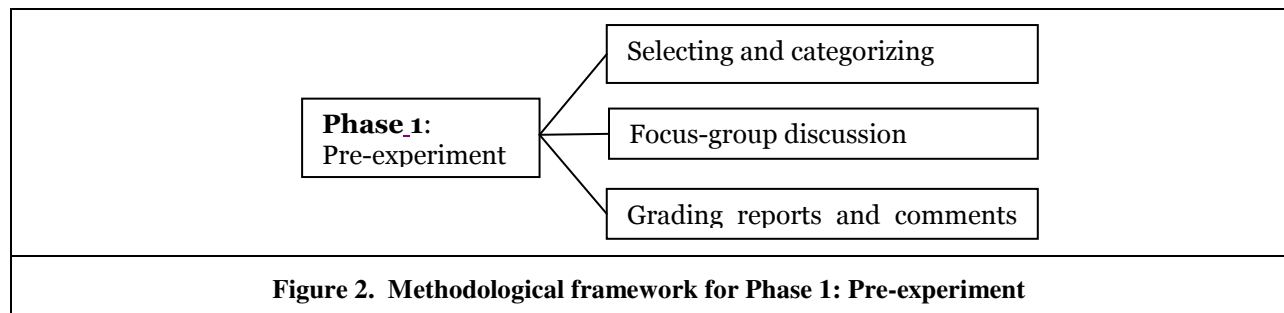 Selecting and categorizing
Phase 1:
Pre-experiment
Focus-group discussion
Grading reports and comments
Figure 2. Methodological framework for Phase 1: Pre-experiment